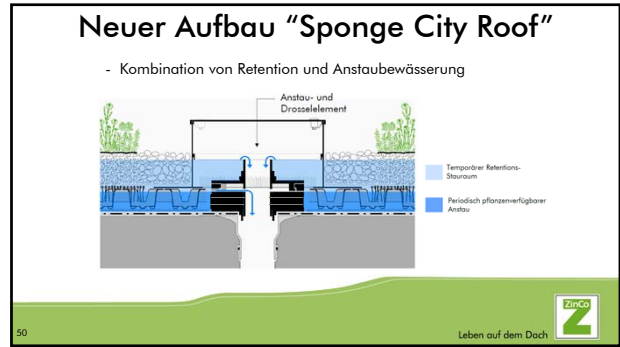 Neuer Aufbau “Sponge City Roof”
- Kombination von Retention und Anstaubewässerung
Anstau- und
Drosselelement
Temporärer Retentions-
Stauraum
Periodisch pflanzenverfügbarer
Anstau
50
Leben auf dem Dach
ZinCo